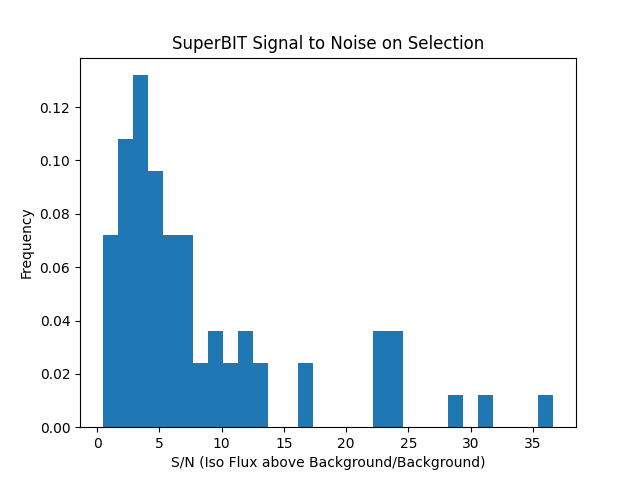 SuperBIT Signal to Noise on Selection
0.12
0.10
0.08
0.06
0.04
0.02
0.00
Frequency
0 5 10 15 20 25 30 35
S/N (Iso Flux above Background/Background)